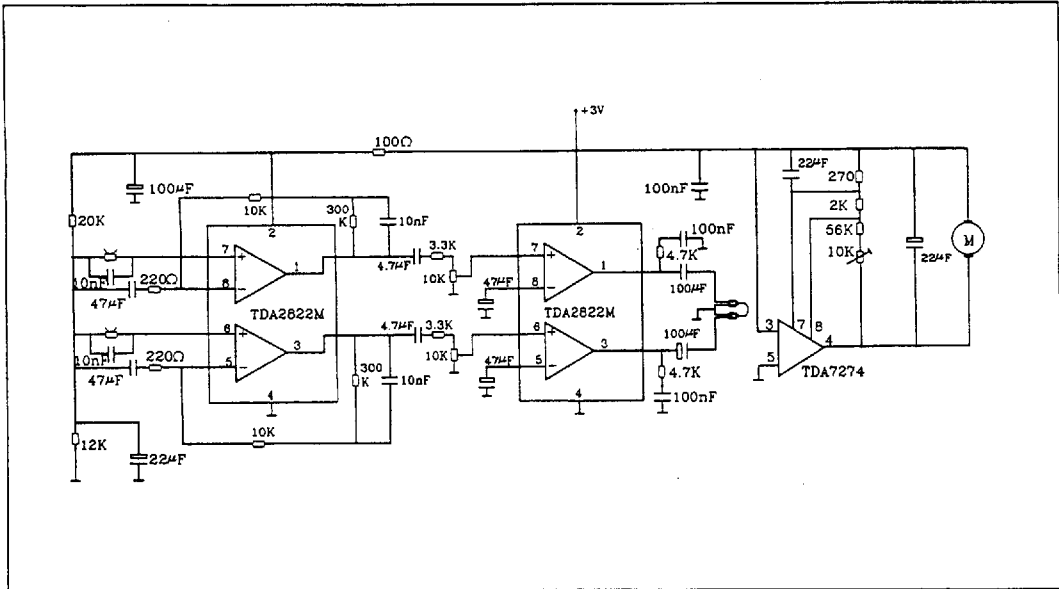 +3V
100Ω
100µF
20K
10K
300
K
10nF
2
7
+
1
8
−
TDA2822M
10nF
220Ω
47µF
6
+
5
−
3
4
10nF
220Ω
47µF
300
K
10nF
10K
12K
22µF
4.7µF
3.3K
10K
47µF
4.7µF
3.3K
10K
47µF
2
7
+
1
8
−
TDA2822M
6
+
5
−
3
4
100nF
4.7K
100µF
100µF
4.7K
100nF
100nF
22µF
270
2K
56K
10K
22µF
M
3
7
8
4
5
TDA7274